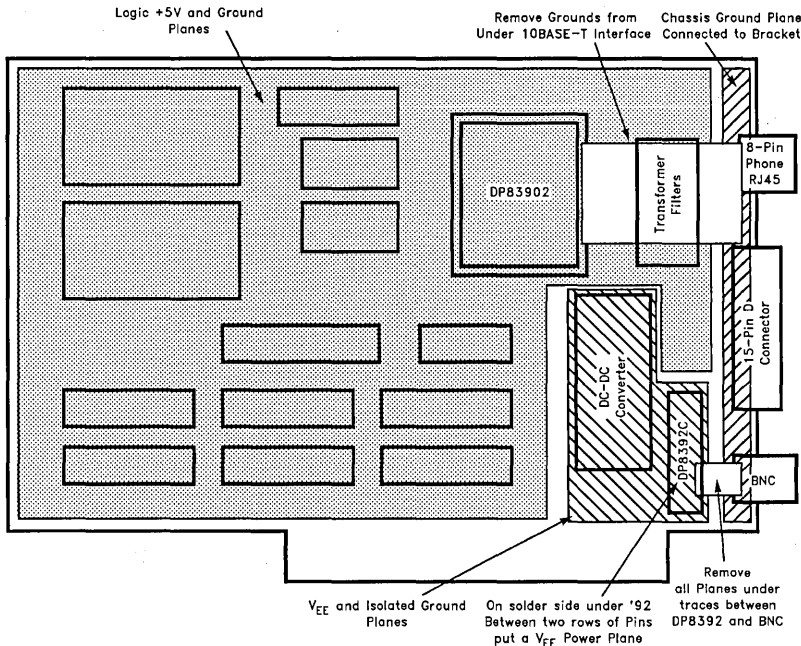 Logic +5V and Ground
Planes
Remove Grounds from
Under 10BASE-T Interface
Chassis Ground Plane
Connected to Bracket
DP83902
Transformer
Filters
8-Pin
Phone
RJ45
15-Pin D
Connector
DC-DC
Converter
DP8392C
BNC
VEE and Isolated Ground
Planes
On solder side under '92
Between two rows of Pins
put a VEE Power Plane
Remove
all Planes under
traces between
DP8392 and BNC